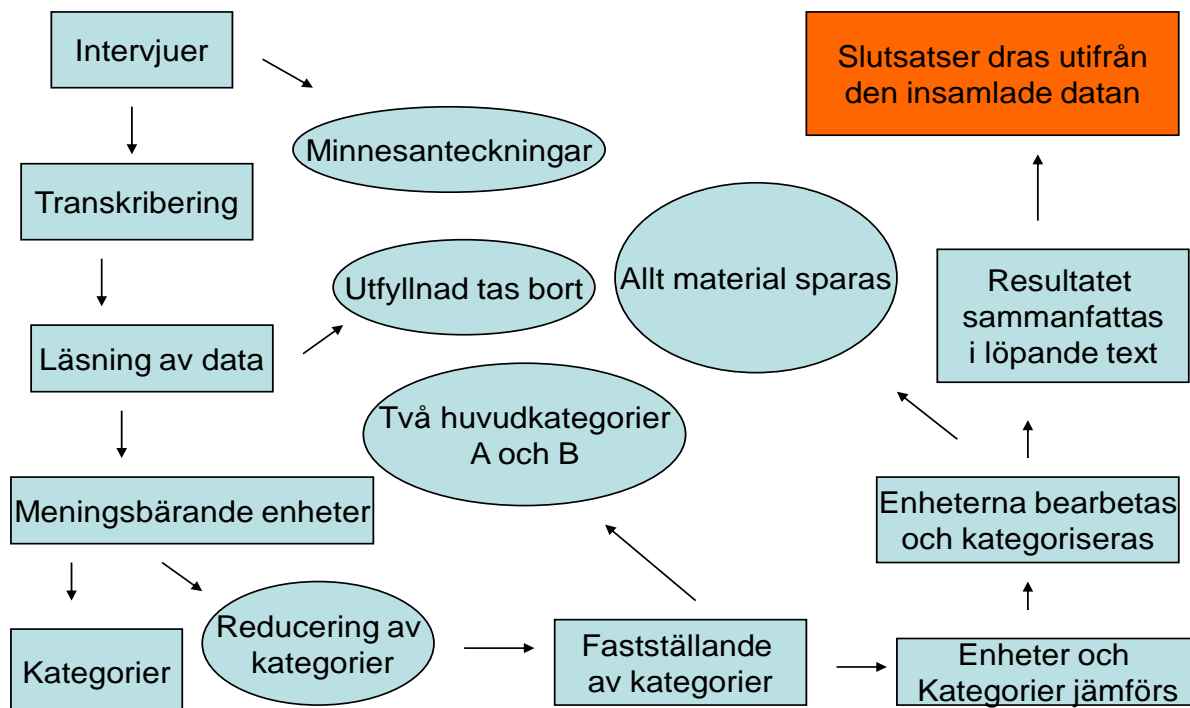 Intervjuer
Minnesanteckningar
Transkribering
Utfyllnad tas bort
Läsning av data
Två huvudkategorier
A och B
Meningsbärande enheter
Kategorier
Reducering av
kategorier
Fastställande
av kategorier
Enheter och
Kategorier jämförs
Enheterna bearbetas
och kategoriseras
Allt material sparas
Resultatet
sammanfattas
i löpande text
Slutsatser dras utifrån
den insamlade datan